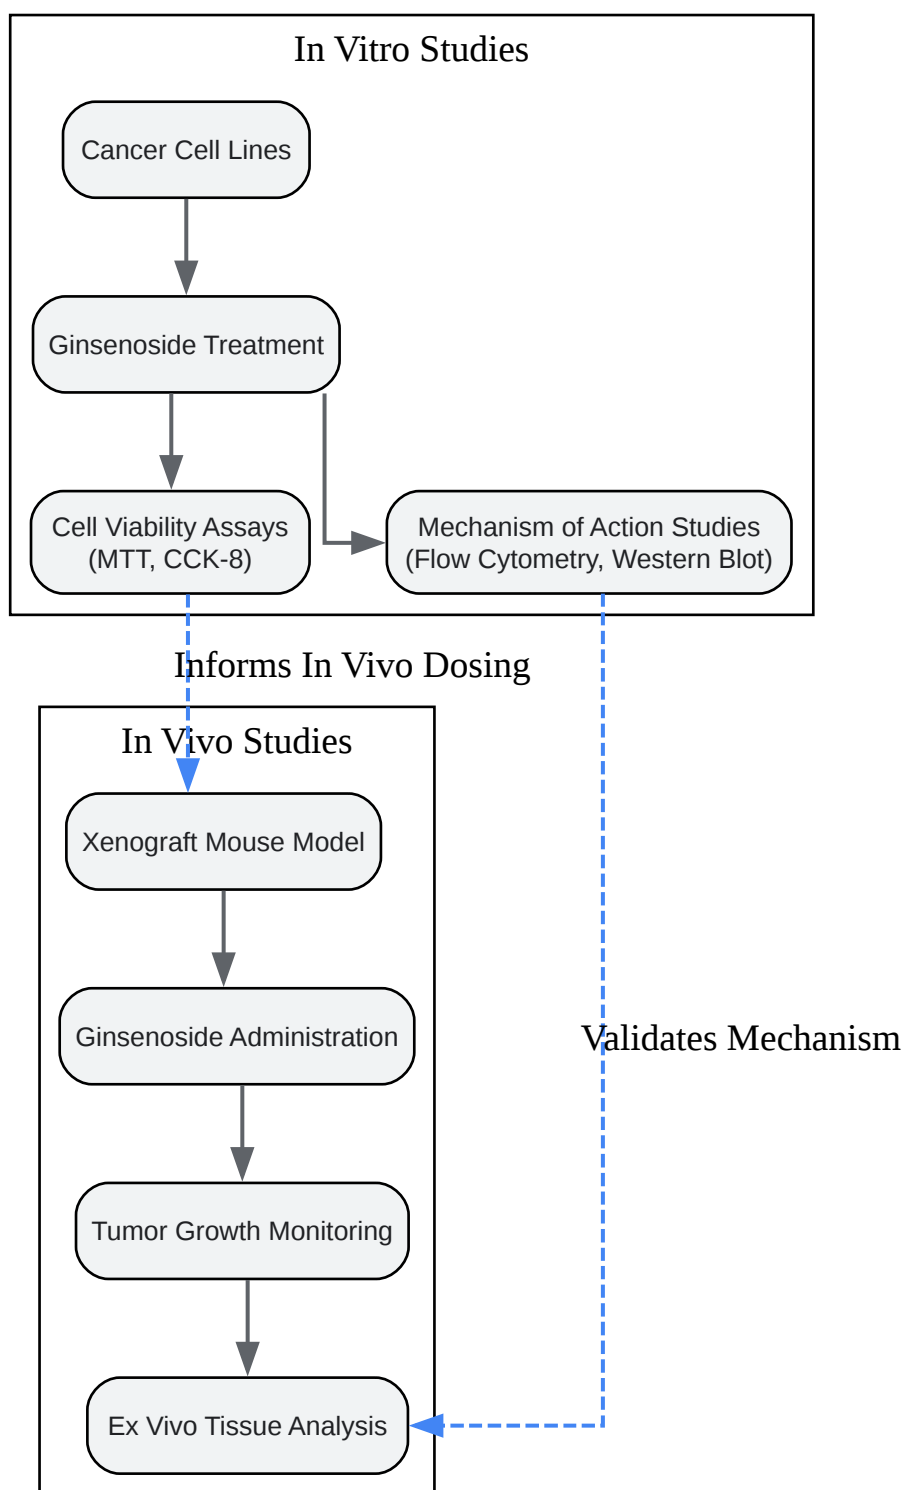 In Vitro Studies
Cancer Cell Lines
Ginsenoside Treatment
Cell Viability Assays
(MTT, CCK-8)
Mechanism of Action Studies
(Flow Cytometry, Western Blot)
Informs In Vivo Dosing
In Vivo Studies
Xenograft Mouse Model
Ginsenoside Administration
Validates Mechanism
Tumor Growth Monitoring
Ex Vivo Tissue Analysis